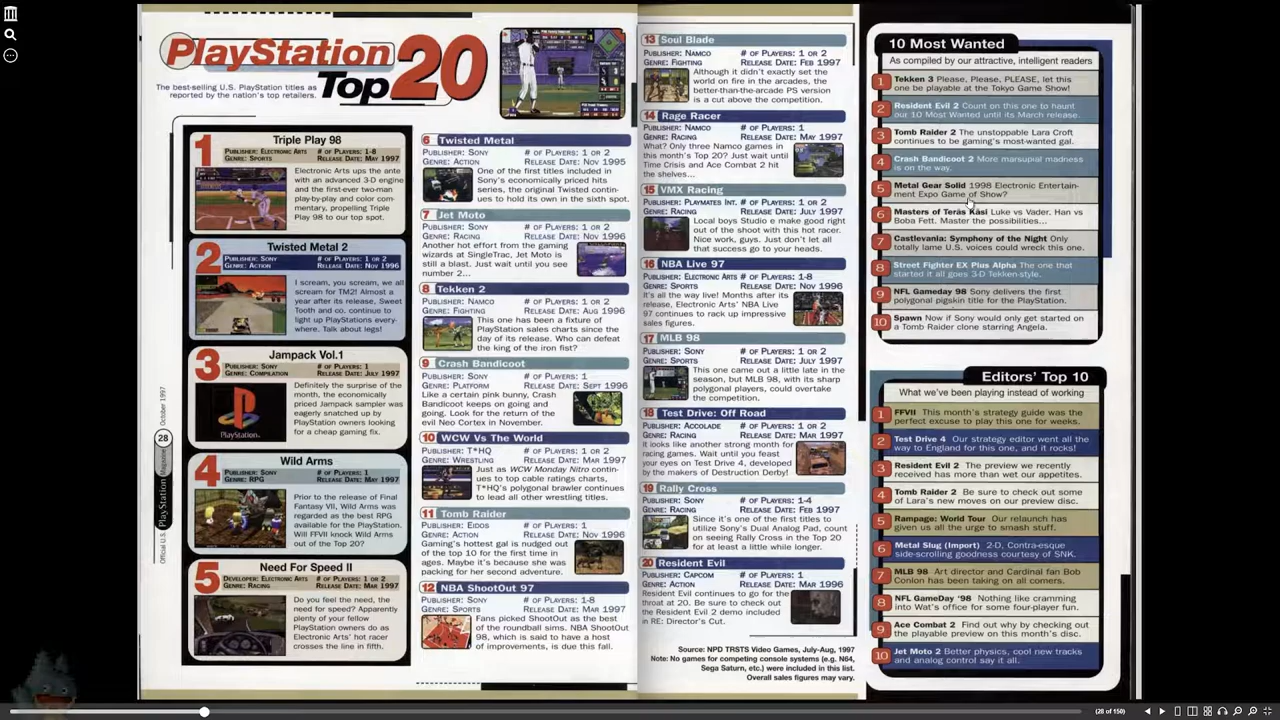 PlayStation
Top 20
The best-selling U.S. PlayStation titles as
reported by the nation's top retailers.
1
Triple Play 98
Publisher: Electronic Arts # of Players: 1-8
Genre: Sports Release Date: May 1997
Electronic Arts ups the
ante with an advanced 3-D engine
and the first-ever two-man
play-by-play and color com-
mentary, propelling Triple
Play 98 to our top spot.
2
Twisted Metal 2
Publisher: Sony # of Players: 1 or 2
Genre: Action Release Date: Nov 1996
I scream, you scream, we all
scream for TM2! Almost a
year after its release, Sweet
Tooth and co. continue to
light up PlayStations every-
where. Talk about legs!
3
Jampack Vol.1
Publisher: Sony # of Players: 1
Genre: Compilation Release Date: July 1997
Definitely the surprise of the
month, the economically
priced Jampack sampler was
eagerly snatched up by
PlayStation owners looking
for a cheap gaming fix.
PlayStation
4
Wild Arms
Publisher: Sony # of Players: 1
Genre: RPG Release Date: May 1997
Prior to the release of Final
Fantasy VII, Wild Arms was
regarded as the best RPG
available for the PlayStation.
Will FFVII knock Wild Arms
out of the Top 20?
5
Need For Speed II
Developer: Electronic Arts # of Players: 1 or 2
Genre: Racing Release Date: Mar 1997
Do you feel the need, the
need for speed? Apparently
plenty of your fellow
PlayStation owners do as
Electronic Arts' hot racer
crosses the line in fifth.
October 1997
28
Official U.S. PlayStation Magazine
6 Twisted Metal
Publisher: Sony # of Players: 1 or 2
Genre: Action Release Date: Nov 1995
One of the first titles included in
Sony's economically priced hits
series, the original Twisted contin-
ues to hold its own in the sixth spot.
7 Jet Moto
Publisher: Sony # of Players: 1 or 2
Genre: Racing Release Date: Nov 1996
Another hot effort from the gaming
wizards at SingleTrac, Jet Moto is
still a blast. Just wait until you see
number 2...
8 Tekken 2
Publisher: Namco # of Players: 1 or 2
Genre: Fighting Release Date: Aug 1996
This one has been a fixture of
PlayStation sales charts since the
day of its release. Who can defeat
the king of the iron fist?
9 Crash Bandicoot
Publisher: Sony # of Players: 1
Genre: Platform Release Date: Sept 1996
Like a certain pink bunny, Crash
Bandicoot keeps on going and
going. Look for the return of the
evil Neo Cortex in November.
10 WCW Vs The World
Publisher: T*HQ # of Players: 1 or 2
Genre: Wrestling Release Date: Mar 1997
Just as WCW Monday Nitro contin-
ues to top cable ratings charts,
T*HQ's polygonal brawler continues
to lead all other wrestling titles.
11 Tomb Raider
Publisher: Eidos # of Players: 1
Genre: Action Release Date: Nov 1996
Gaming's hottest gal is nudged out
of the top 10 for the first time in
ages. Maybe it's because she was
packing for her second adventure.
12 NBA ShootOut 97
Publisher: Sony # of Players: 1-8
Genre: Sports Release Date: Mar 1997
Fans picked ShootOut as the best
of the roundball sims. NBA ShootOut
98, which is said to have a host
of improvements, is due this fall.
13 Soul Blade
Publisher: Namco # of Players: 1 or 2
Genre: Fighting Release Date: Feb 1997
Although it didn't exactly set the
world on fire in the arcades, the
better-than-the-arcade PS version
is a cut above the competition.
14 Rage Racer
Publisher: Namco # of Players: 1
Genre: Racing Release Date: May 1997
What? Only three Namco games in
this month's Top 20? Just wait until
Time Crisis and Ace Combat 2 hit
the shelves...
15 VMX Racing
Publisher: Playmates Int. # of Players: 1 or 2
Genre: Racing Release Date: July 1997
Local boys Studio e make good right
out of the shoot with this hot racer.
Nice work, guys. Just don't let all
that success go to your heads.
16 NBA Live 97
Publisher: Electronic Arts # of Players: 1-8
Genre: Sports Release Date: Nov 1996
It's all the way live! Months after its
release, Electronic Arts' NBA Live
97 continues to rack up impressive
sales figures.
17 MLB 98
Publisher: Sony # of Players: 1 or 2
Genre: Sports Release Date: July 1997
This one came out a little late in the
season, but MLB 98, with its sharp
polygonal players, could overtake
the competition.
18 Test Drive: Off Road
Publisher: Accolade # of Players: 1 or 2
Genre: Racing Release Date: Mar 1997
It looks like another strong month for
racing games. Wait until you feast
your eyes on Test Drive 4, developed
by the makers of Destruction Derby!
19 Rally Cross
Publisher: Sony # of Players: 1-4
Genre: Racing Release Date: Feb 1997
Since it's one of the first titles to
utilize Sony's Dual Analog Pad, count
on seeing Rally Cross in the Top 20
for at least a little while longer.
20 Resident Evil
Publisher: Capcom # of Players: 1
Genre: Action Release Date: Mar 1996
Resident Evil continues to go for the
throat at 20. Be sure to check out
the Resident Evil 2 demo included
in RE: Director's Cut.
Source: NPD TRSTS Video Games, July-Aug, 1997
Note: No games for competing console systems (e.g. N64,
Sega Saturn, etc.) were included in this list.
Overall sales figures may vary.
10 Most Wanted
As compiled by our attractive, intelligent readers
1 Tekken 3 Please, Please, PLEASE, let this
one be playable at the Tokyo Game Show!
2 Resident Evil 2 Count on this one to haunt
our 10 Most Wanted until its March release.
3 Tomb Raider 2 The unstoppable Lara Croft
continues to be gaming's most-wanted gal.
4 Crash Bandicoot 2 More marsupial madness
is on the way.
5 Metal Gear Solid 1998 Electronic Entertain-
ment Expo Game of Show?
6 Masters of Teräs Käsi Luke vs Vader. Han vs
Boba Fett. Master the possibilities...
7 Castlevania: Symphony of the Night Only
totally lame U.S. voices could wreck this one.
8 Street Fighter EX Plus Alpha The one that
started it all goes 3-D Tekken-style.
9 NFL Gameday 98 Sony delivers the first
polygonal pigskin title for the PlayStation.
10 Spawn Now if Sony would only get started on
a Tomb Raider clone starring Angela.
Editors' Top 10
What we've been playing instead of working
1 FFVII This month's strategy guide was the
perfect excuse to play this one for work.
2 Test Drive 4 Our strategy editor went all the
way to England for this one, and it rocks!
3 Resident Evil 2 The preview we recently
received has more than wet our appetites.
4 Tomb Raider 2 Be sure to check out some
of Lara's new moves on our preview disc.
5 Rampage: World Tour Our relaunch has
given us all the urge to smash stuff.
6 Metal Slug (Import) 2-D, Contra-esque
side-scrolling goodness courtesy of SNK.
7 MLB 98 Art director and Cardinal fan Bob
Conlon has been taking on all comers.
8 NFL GameDay '98 Nothing like cramming
into Wat's office for some four-player fun.
9 Ace Combat 2 Find out why by checking out
the playable preview on this month's disc.
10 Jet Moto 2 Better physics, cool new tracks
and analog control say it all.
(28 of 150)